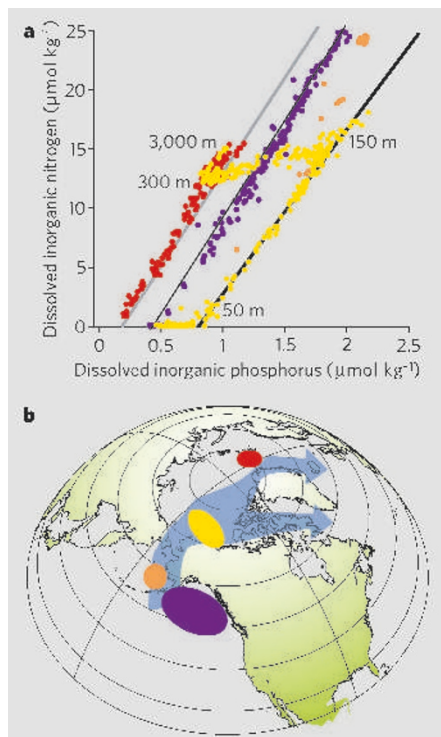 a
25
20
15
10
5
0
Dissolved inorganic nitrogen (μmol kg⁻¹)
3,000 m
300 m
150 m
50 m
0 0.5 1 1.5 2 2.5
Dissolved inorganic phosphorus (μmol kg⁻¹)
b